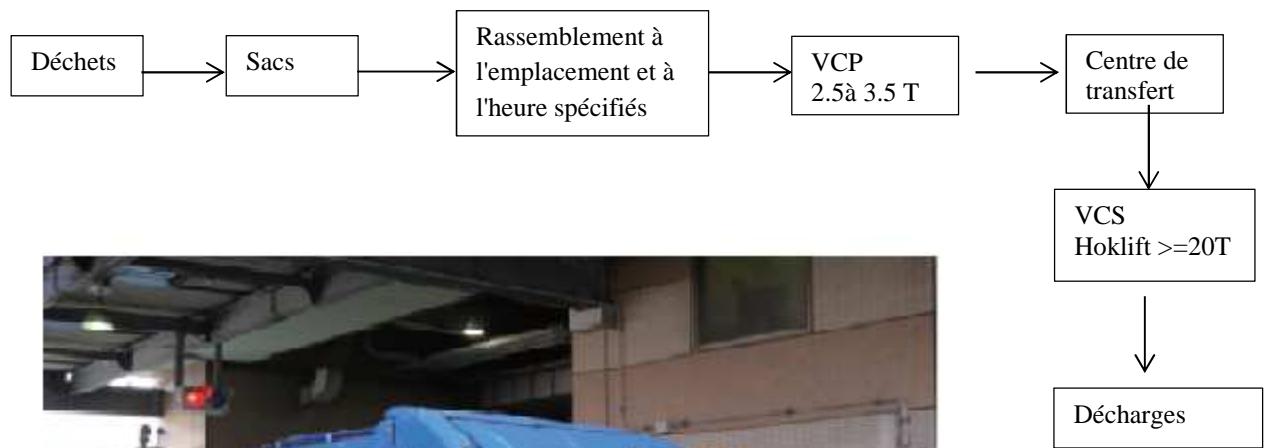 Déchets
Sacs
Rassemblement à
l'emplacement et à
l'heure spécifiés
VCP
2.5à 3.5 T
Centre de
transfert
VCS
Hoklift >=20T
Décharges